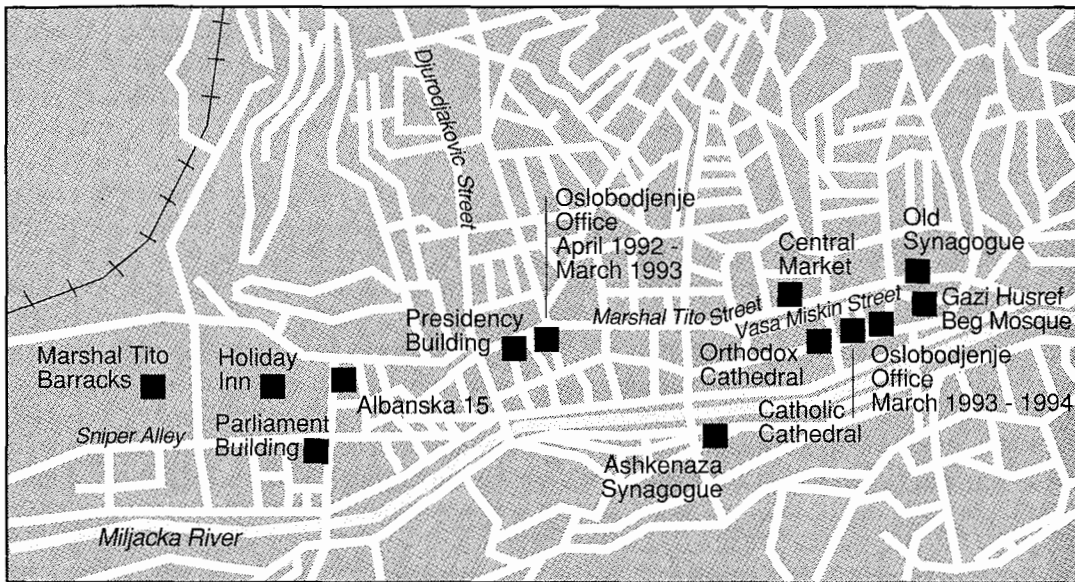 Djurodjakovic Street
Oslobodjenje
Office
April 1992 -
March 1993
Old
Synagogue
Central
Market
Gazi Husref
Beg Mosque
Marshal Tito Street
Vasa Miskin Street
Presidency
Building
Orthodox
Cathedral
Oslobodjenje
Office
March 1993 - 1994
Marshal Tito
Barracks
Holiday
Inn
Albanska 15
Catholic
Cathedral
Parliament
Building
Sniper Alley
Ashkenaza
Synagogue
Miljacka River